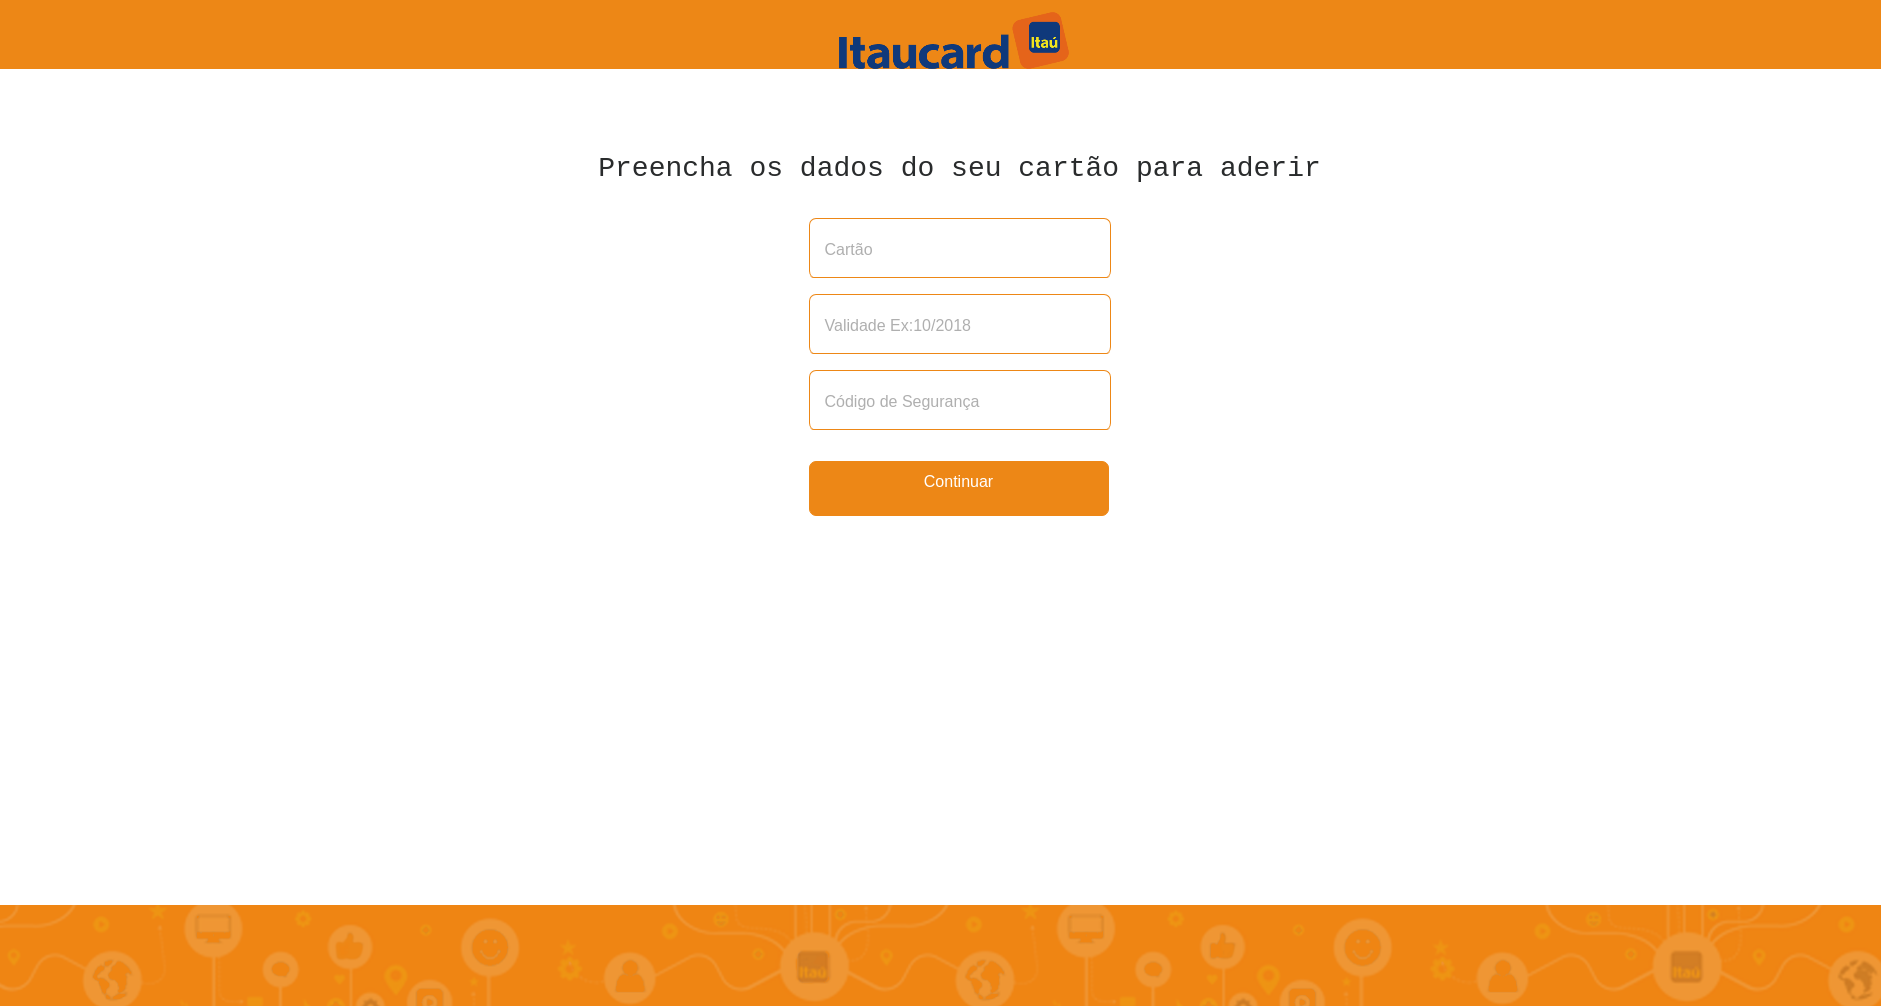 Itaucard
Itaú
Preencha os dados do seu cartão para aderir
Cartão
Validade Ex:10/2018
Código de Segurança
Continuar
Itaú
Itaú